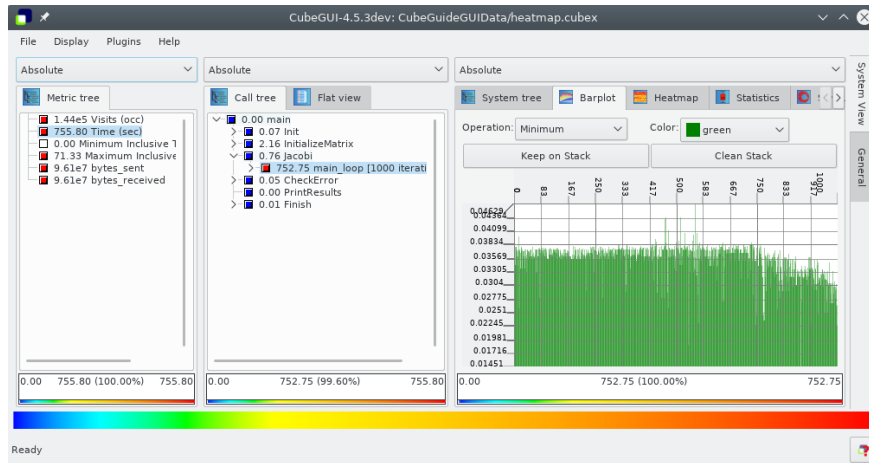 CubeGUI-4.5.3dev: CubeGuideGUIData/heatmap.cubex
File Display Plugins Help
Absolute
Absolute
Absolute
Metric tree
Call tree
Flat view
System tree
Barplot
Heatmap
Statistics
System View
General
1.44e5 Visits (occ)
755.80 Time (sec)
0.00 Minimum Inclusive T
71.33 Maximum Inclusive
9.61e7 bytes_sent
9.61e7 bytes_received
0.00 main
0.07 Init
2.16 InitializeMatrix
0.76 Jacobi
752.75 main_loop [1000 iterati
0.05 CheckError
0.00 PrintResults
0.01 Finish
Operation: Minimum
Color: green
Keep on Stack
Clean Stack
0 83 167 250 333 417 500 583 667 750 833 917 1000
0.04629
0.04364
0.04099
0.03834
0.03569
0.03305
0.0304
0.02775
0.0251
0.02245
0.01981
0.01716
0.01451
0.00 755.80 (100.00%) 755.80
0.00 752.75 (99.60%) 755.80
0.00 752.75 (100.00%) 752.75
Ready